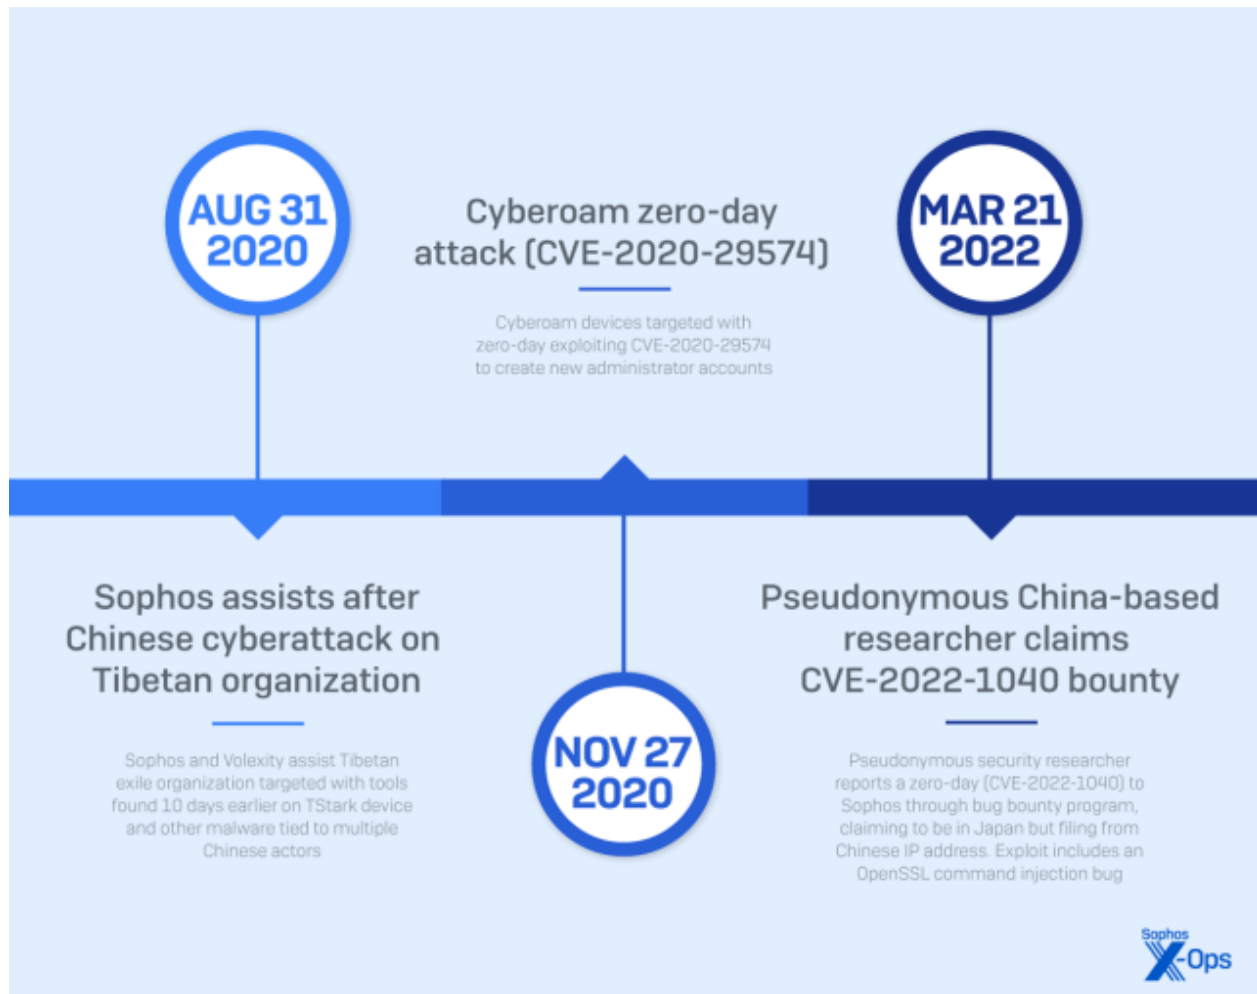 AUG 31
2020
Sophos assists after
Chinese cyberattack on
Tibetan organization
Sophos and Volexity assist Tibetan
exile organization targeted with tools
found 10 days earlier on TStark device
and other malware tied to multiple
Chinese actors
Cyberoam zero-day
attack (CVE-2020-29574)
Cyberoam devices targeted with
zero-day exploiting CVE-2020-29574
to create new administrator accounts
NOV 27
2020
MAR 21
2022
Pseudonymous China-based
researcher claims
CVE-2022-1040 bounty
Pseudonymous security researcher
reports a zero-day (CVE-2022-1040) to
Sophos through bug bounty program,
claiming to be in Japan but filing from
Chinese IP address. Exploit includes an
OpenSSL command injection bug
Sophos
X-Ops